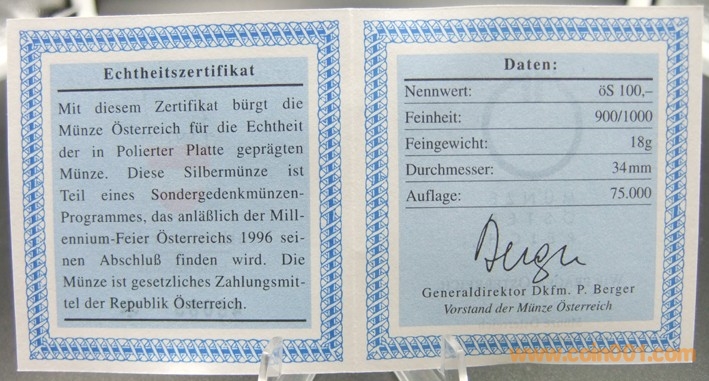 Echtheitszertifikat
Mit diesem Zertifikat bürgt die
Münze Österreich für die Echtheit
der in Polierter Platte geprägten
Münze. Diese Silbermünze ist
Teil eines Sondergedenkmünzen-
Programmes, das anläßlich der Mill-
ennium-Feier Österreichs 1996 sei-
nen Abschluß finden wird. Die
Münze ist gesetzliches Zahlungsmit-
tel der Republik Österreich.
Daten:
Nennwert: öS 100,–
Feinheit: 900/1000
Feingewicht: 18g
Durchmesser: 34mm
Auflage: 75.000
Berger
Generaldirektor Dkfm. P. Berger
Vorstand der Münze Österreich
www.coin001.com